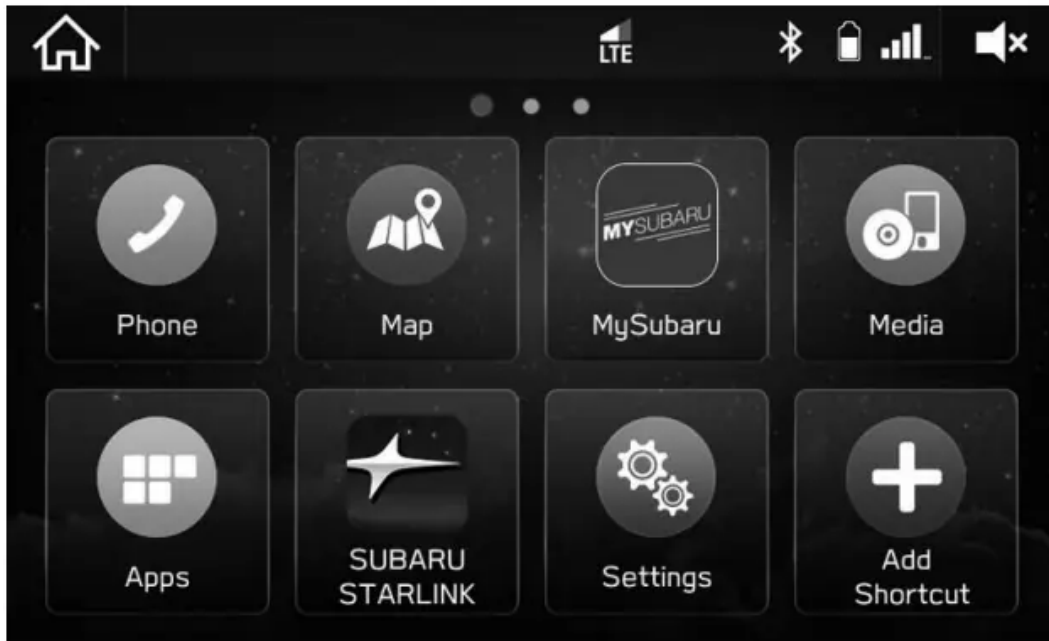 LTE
Phone
Map
MYSUBARU
MySubaru
Media
Apps
SUBARU
STARLINK
Settings
Add
Shortcut